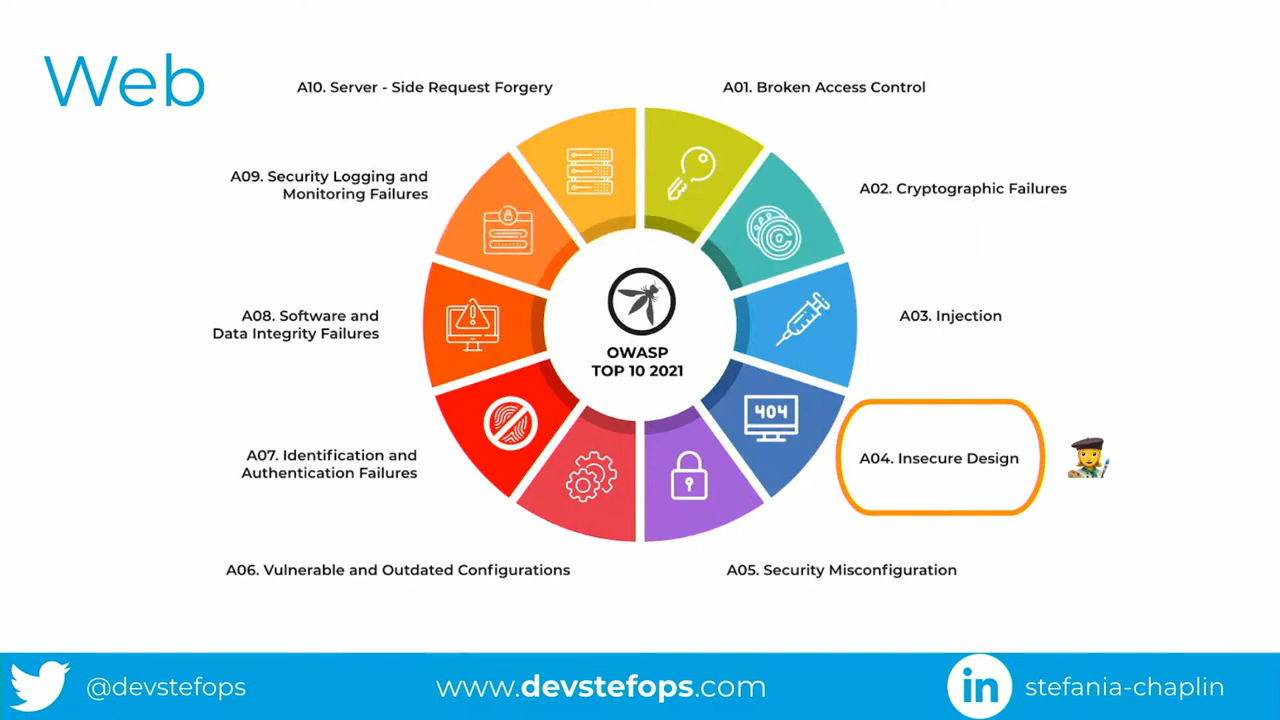 Web
A10. Server - Side Request Forgery
A01. Broken Access Control
A09. Security Logging and
Monitoring Failures
A02. Cryptographic Failures
A08. Software and
Data Integrity Failures
A03. Injection
OWASP
TOP 10 2021
404
A07. Identification and
Authentication Failures
A04. Insecure Design
A06. Vulnerable and Outdated Configurations
A05. Security Misconfiguration
@devstefops
www.devstefops.com
in
stefania-chaplin